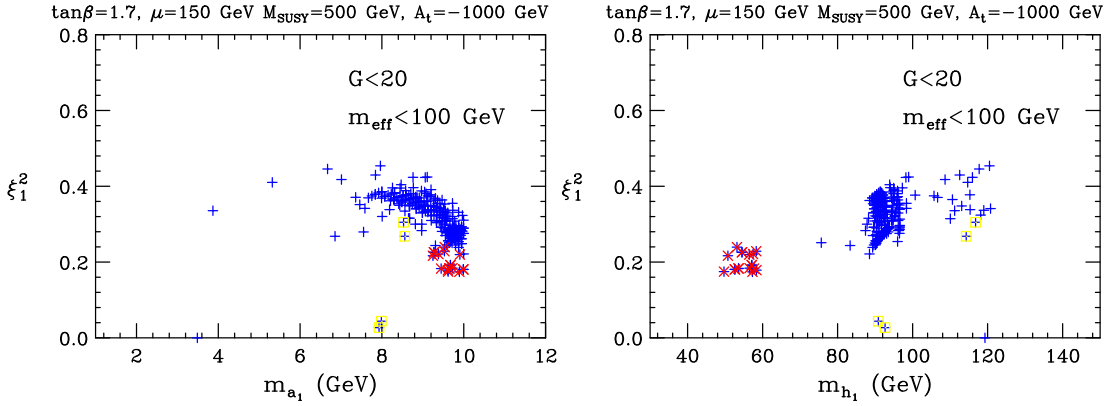 tanβ=1.7, μ=150 GeV M_SUSY=500 GeV, A_t=−1000 GeV
0.8
0.6
0.4
0.2
0.0
ξ_1^2
G<20
m_eff<100 GeV
2 4 6 8 10 12
m_a_1 (GeV)
tanβ=1.7, μ=150 GeV M_SUSY=500 GeV, A_t=−1000 GeV
0.8
0.6
0.4
0.2
0.0
ξ_1^2
G<20
m_eff<100 GeV
40 60 80 100 120 140
m_h_1 (GeV)